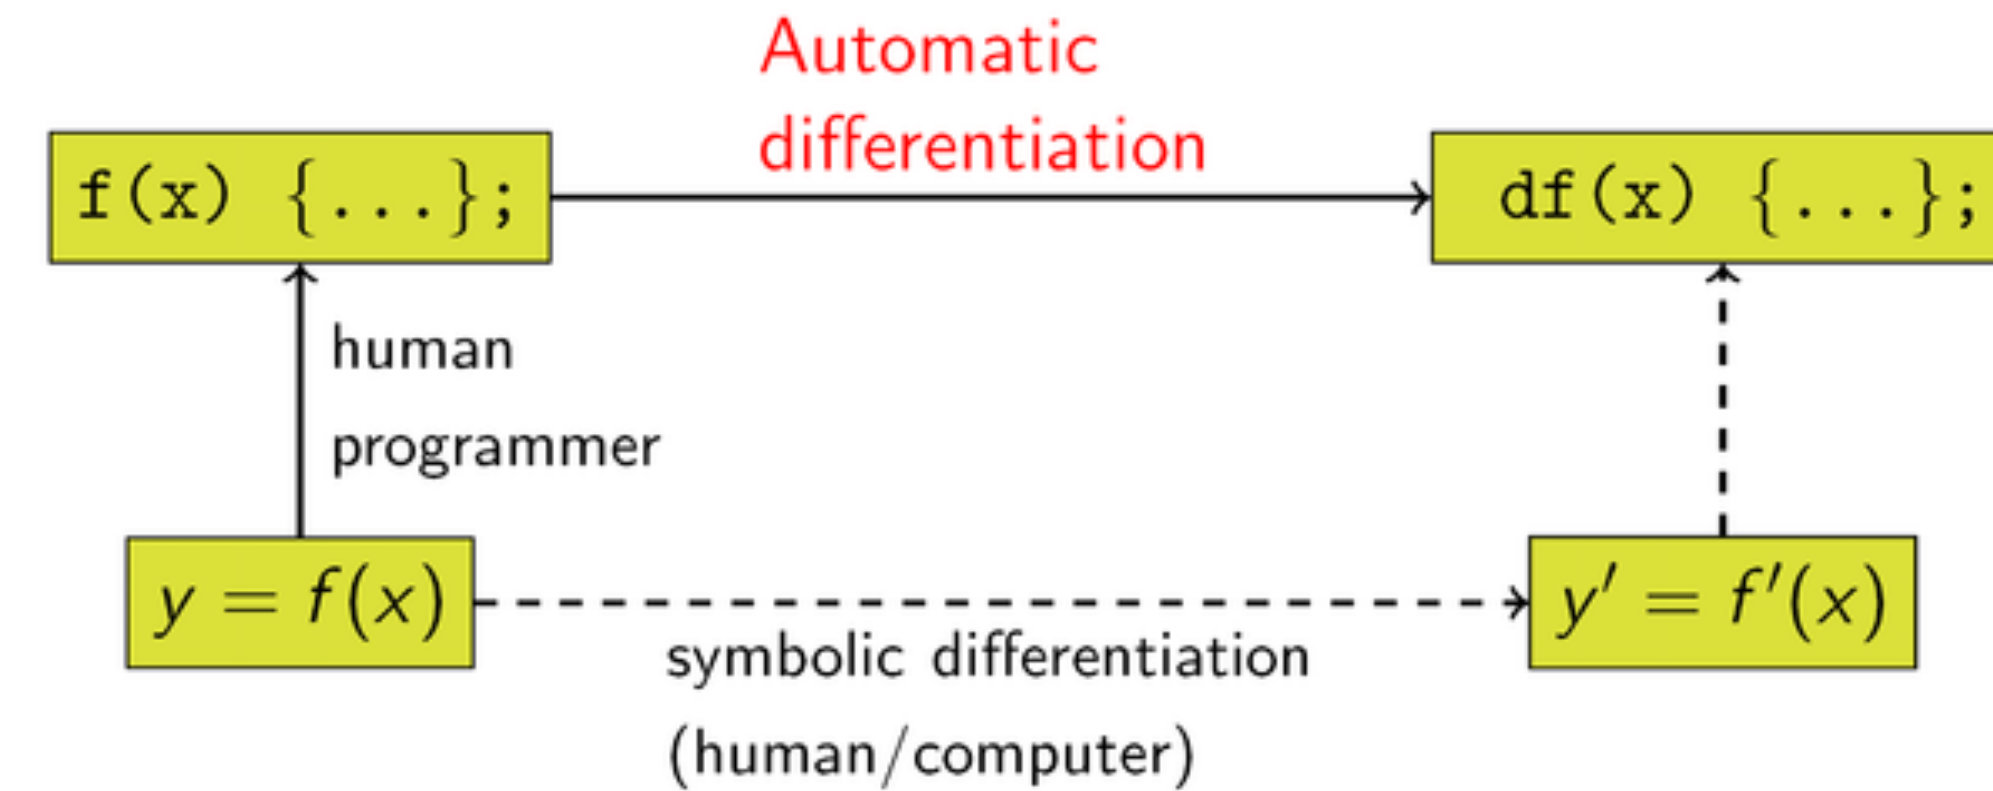 Automatic
differentiation
f(x) {...};
df(x) {...};
human
programmer
y = f(x)
y′ = f′(x)
symbolic differentiation
(human/computer)